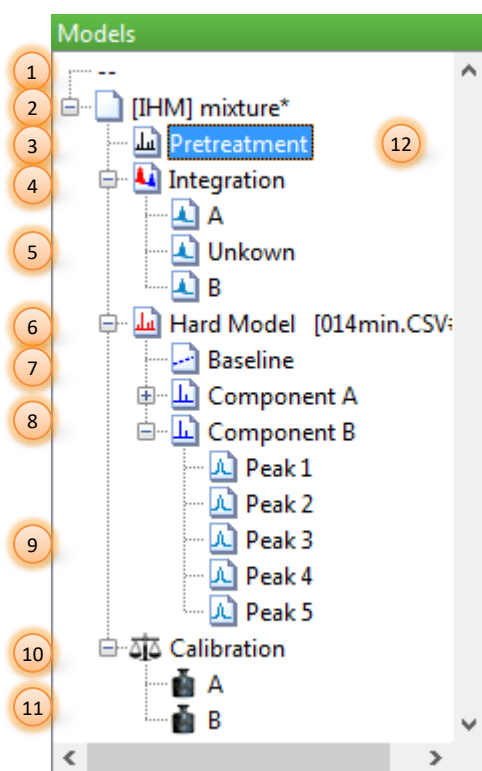 Models
1 --
2 [IHM] mixture*
3 Pretreatment 12
4 Integration
A
5 Unkown
B
6 Hard Model [014min.CSV
7 Baseline
Component A
8 Component B
Peak 1
Peak 2
9 Peak 3
Peak 4
Peak 5
10 Calibration
A
11 B